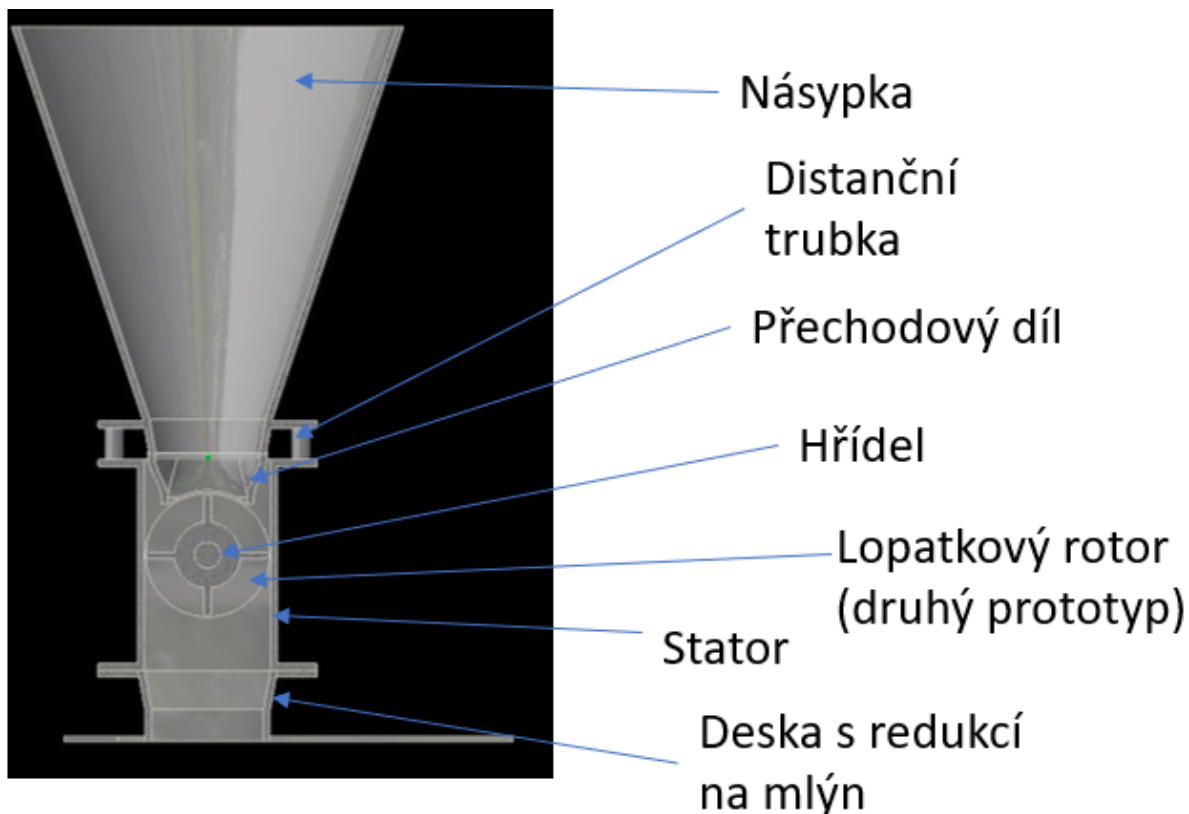 Násypka
Distanční
trubka
Přechodový díl
Hřídel
Lopatkový rotor
(druhý prototyp)
Stator
Deska s redukcí
na mlýn